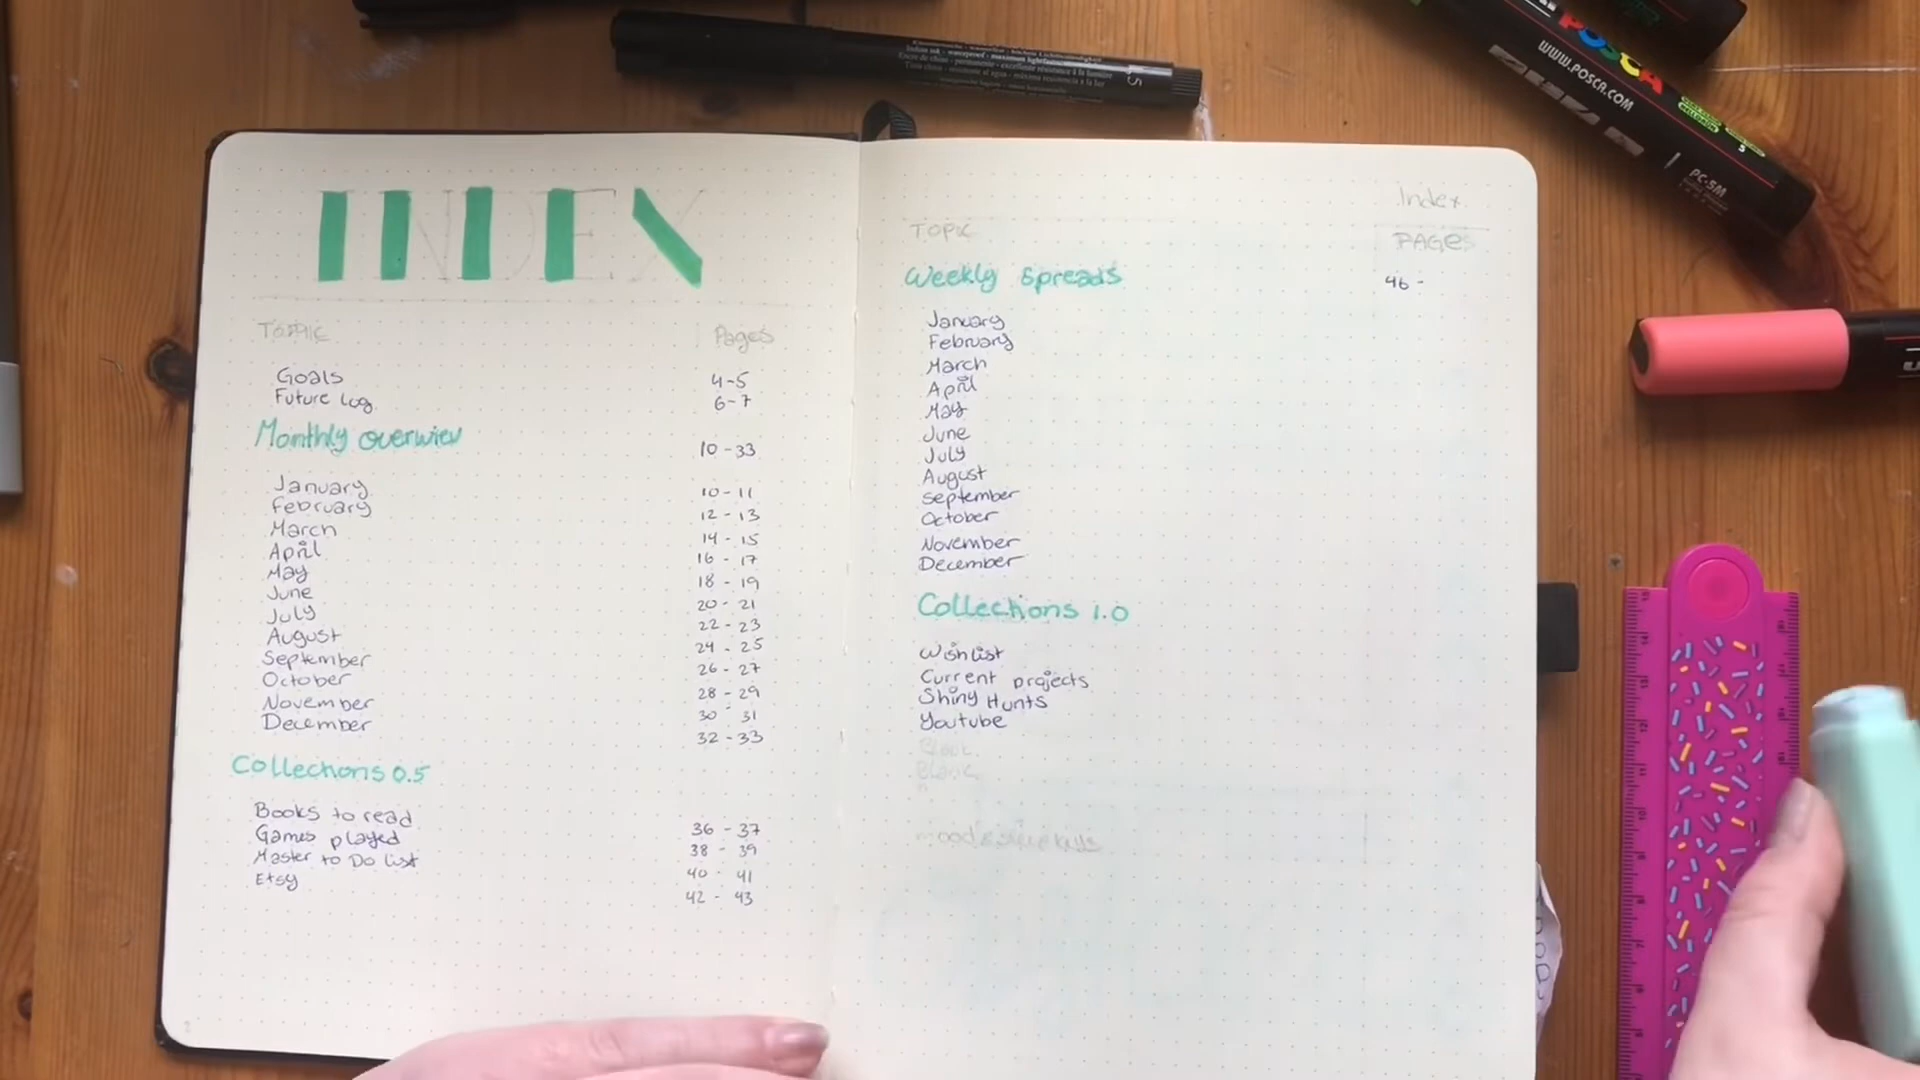 INDEX
Topic Pages
Goals 4-5
Future Log 6-7
Monthly overwiev 10-33
January 10-11
February 12-13
March 14-15
April 16-17
May 18-19
June 20-21
July 22-23
August 24-25
September 26-27
October 28-29
November 30-31
December 32-33
Collections 0.5
Books to read 36-37
Games played 38-39
Master to Do list 40-41
Etsy 42-43
Index
TOPIC PAGES
Weekly Spreads 46-
January
February
March
April
May
June
July
August
September
October
November
December
Collections 1.0
Wishlist
Current projects
Shiny Hunts
Youtube
Blank
POSCA
WWW.POSCA.COM
PC-5M